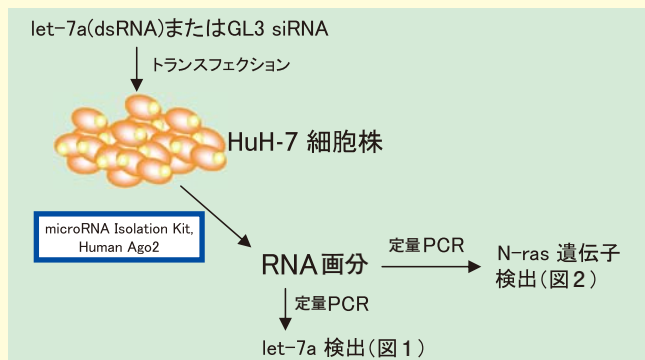 let-7a(dsRNA)またはGL3 siRNA
トランスフェクション
HuH-7 細胞株
microRNA Isolation Kit,
Human Ago2
RNA画分
定量PCR
N-ras 遺伝子
検出(図2)
定量PCR
let-7a 検出(図1)